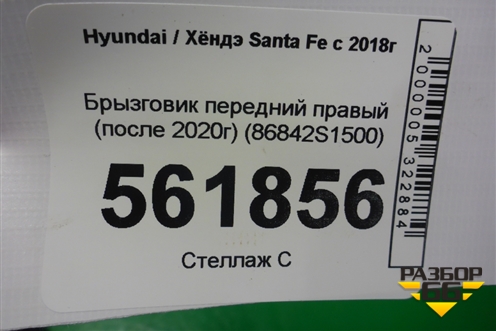 Hyundai / Хёндэ Santa Fe с 2018г
Брызговик передний правый
(после 2020г) (86842S1500)
561856
Стеллаж С
2000005322884
РАЗБОР